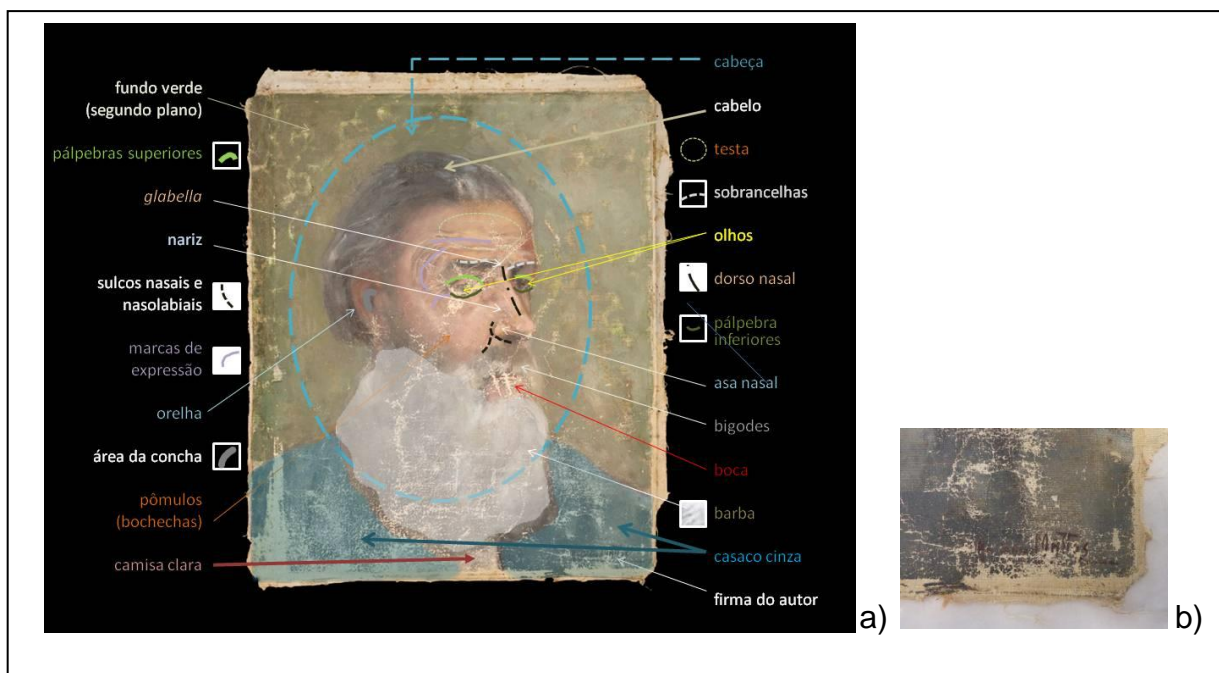 cabeça
fundo verde
(segundo plano)
cabelo
pálpebras superiores
testa
glabella
sobrancelhas
nariz
olhos
sulcos nasais e
nasolabiais
dorso nasal
marcas de
expressão
pálpebra
inferiores
orelha
asa nasal
área da concha
bigodes
pômulos
(bochechas)
boca
barba
camisa clara
casaco cinza
firma do autor
a)
b)